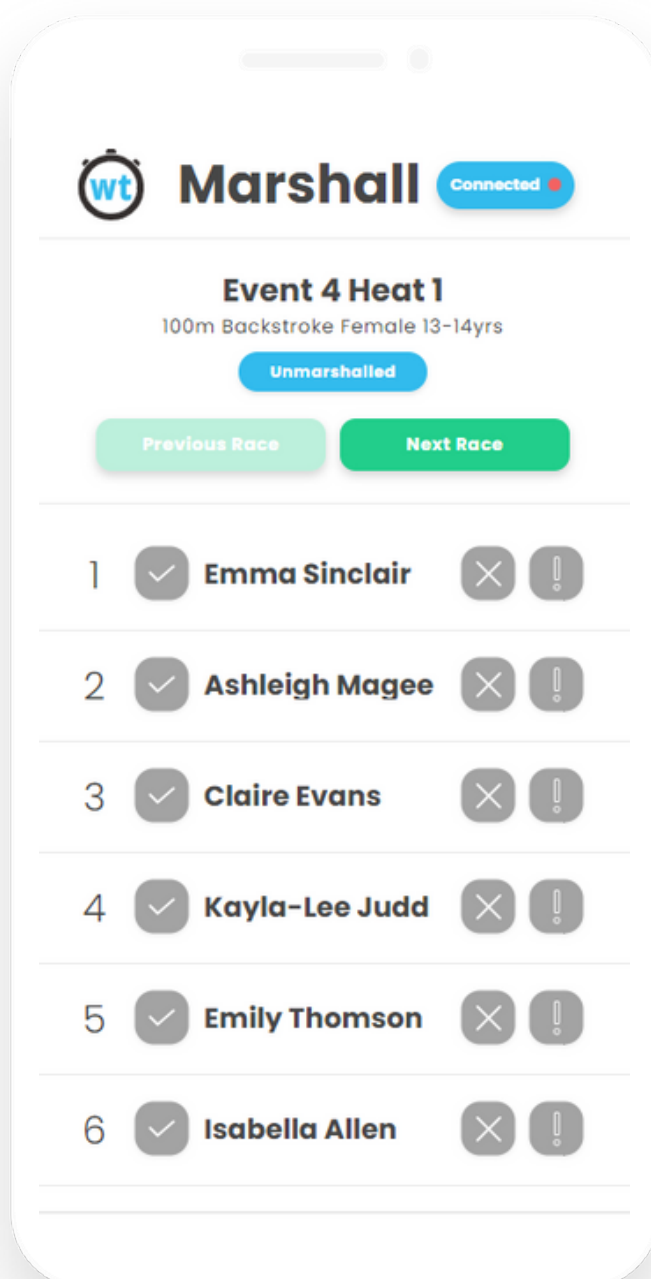 wt Marshall Connected
Event 4 Heat 1
100m Backstroke Female 13-14yrs
Unmarshalled
Previous Race Next Race
1 Emma Sinclair
2 Ashleigh Magee
3 Claire Evans
4 Kayla-Lee Judd
5 Emily Thomson
6 Isabella Allen